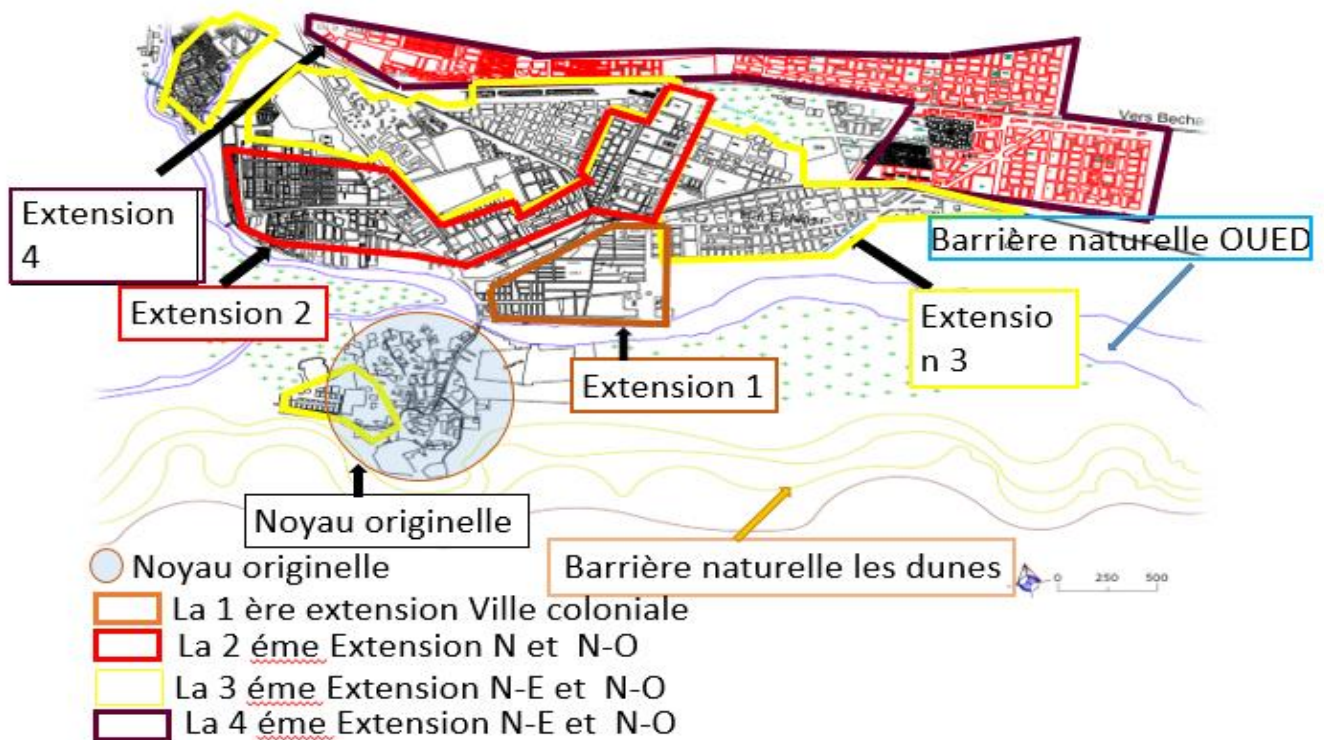 Vers Becha
Extension
4
Barrière naturelle OUED
Extension 2
Extensio
n 3
Extension 1
Noyau originelle
Barrière naturelle les dunes
0 250 500
Noyau originelle
La 1 ère extension Ville coloniale
La 2 éme Extension N et N-O
La 3 éme Extension N-E et N-O
La 4 éme Extension N-E et N-O